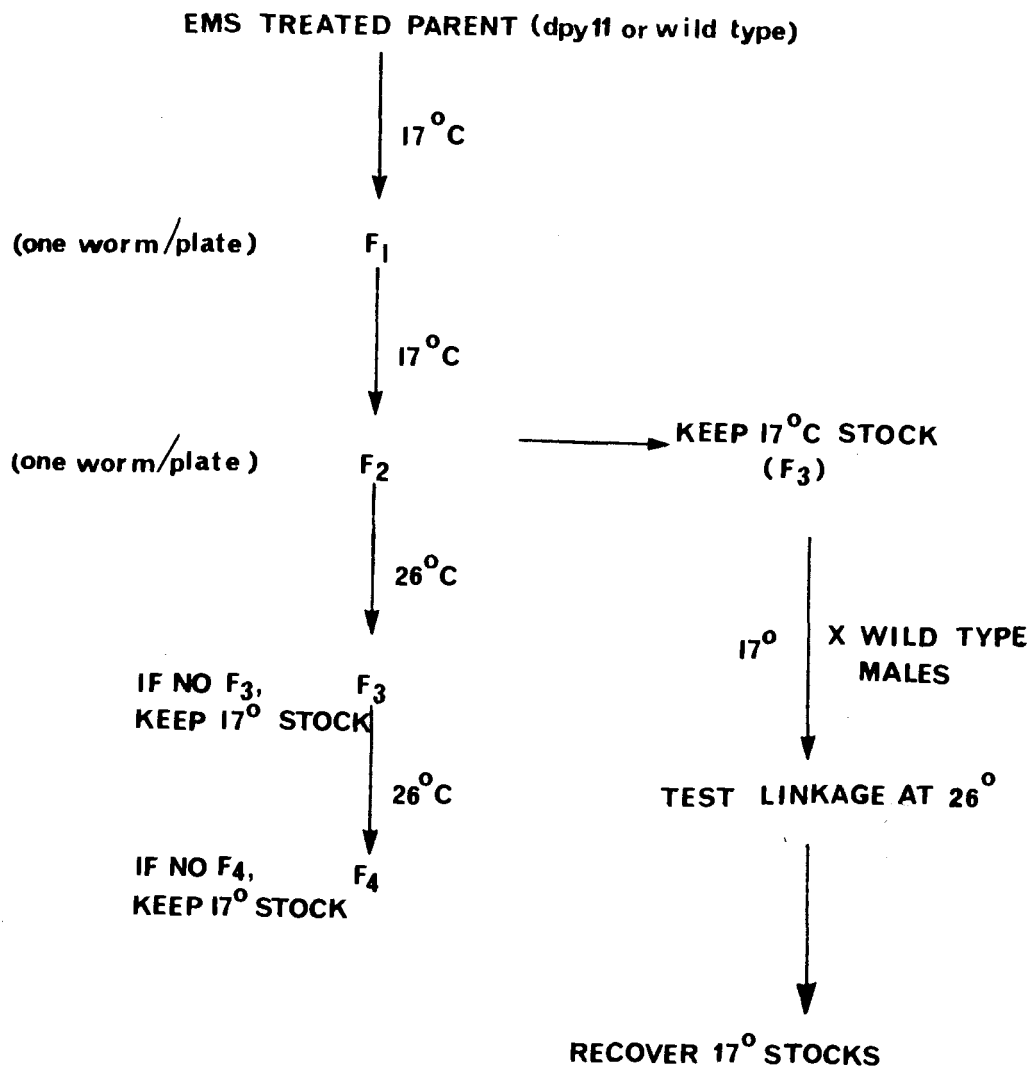 EMS TREATED PARENT (dpy11 or wild type)
17°C
(one worm/plate) F1
17°C
(one worm/plate) F2
KEEP 17°C STOCK
(F3)
26°C
17° X WILD TYPE
MALES
IF NO F3, F3
KEEP 17° STOCK
26°C
TEST LINKAGE AT 26°
IF NO F4, F4
KEEP 17° STOCK
RECOVER 17° STOCKS